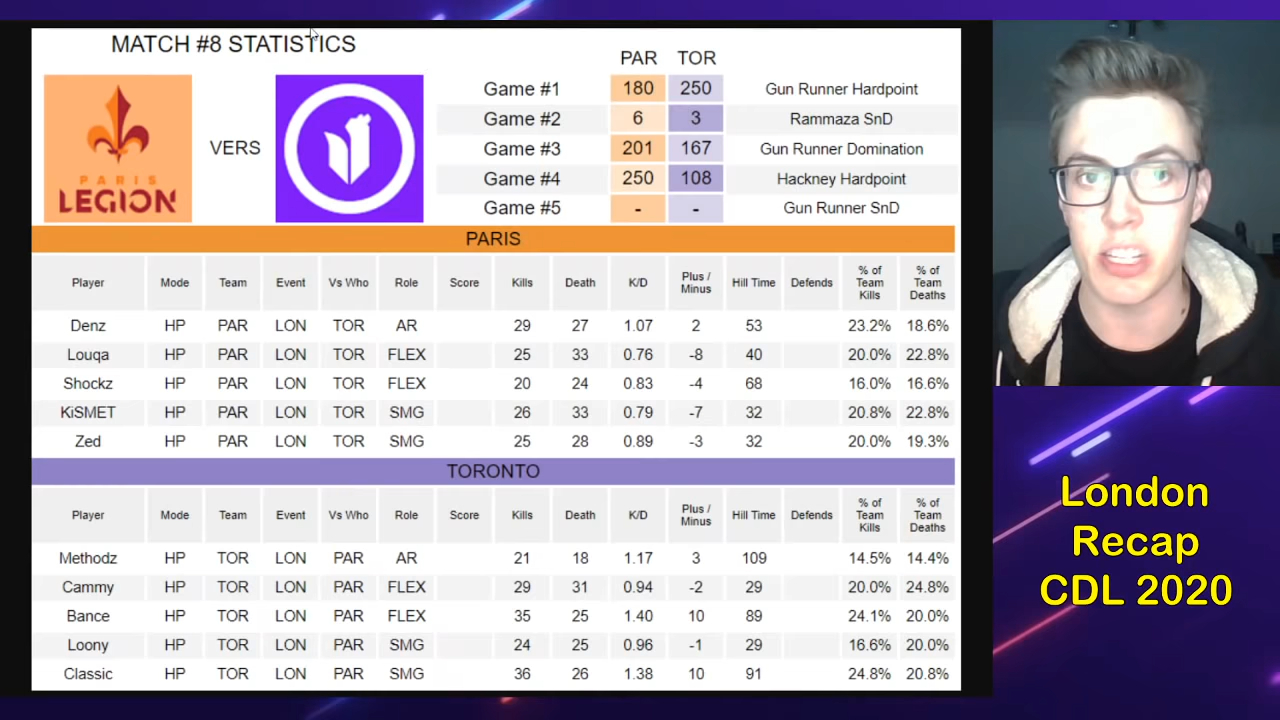 MATCH #8 STATISTICS
PARIS
LEGION
VERS
PAR TOR
Game #1 180 250 Gun Runner Hardpoint
Game #2 6 3 Rammaza SnD
Game #3 201 167 Gun Runner Domination
Game #4 250 108 Hackney Hardpoint
Game #5 - - Gun Runner SnD
PARIS
Player Mode Team Event Vs Who Role Score Kills Death K/D Plus / Minus Hill Time Defends % of Team Kills % of Team Deaths
Denz HP PAR LON TOR AR 29 27 1.07 2 53 23.2% 18.6%
Louqa HP PAR LON TOR FLEX 25 33 0.76 -8 40 20.0% 22.8%
Shockz HP PAR LON TOR FLEX 20 24 0.83 -4 68 16.0% 16.6%
KiSMET HP PAR LON TOR SMG 26 33 0.79 -7 32 20.8% 22.8%
Zed HP PAR LON TOR SMG 25 28 0.89 -3 32 20.0% 19.3%
TORONTO
Player Mode Team Event Vs Who Role Score Kills Death K/D Plus / Minus Hill Time Defends % of Team Kills % of Team Deaths
Methodz HP TOR LON PAR AR 21 18 1.17 3 109 14.5% 14.4%
Cammy HP TOR LON PAR FLEX 29 31 0.94 -2 29 20.0% 24.8%
Bance HP TOR LON PAR FLEX 35 25 1.40 10 89 24.1% 20.0%
Loony HP TOR LON PAR SMG 24 25 0.96 -1 29 16.6% 20.0%
Classic HP TOR LON PAR SMG 36 26 1.38 10 91 24.8% 20.8%
London
Recap
CDL 2020